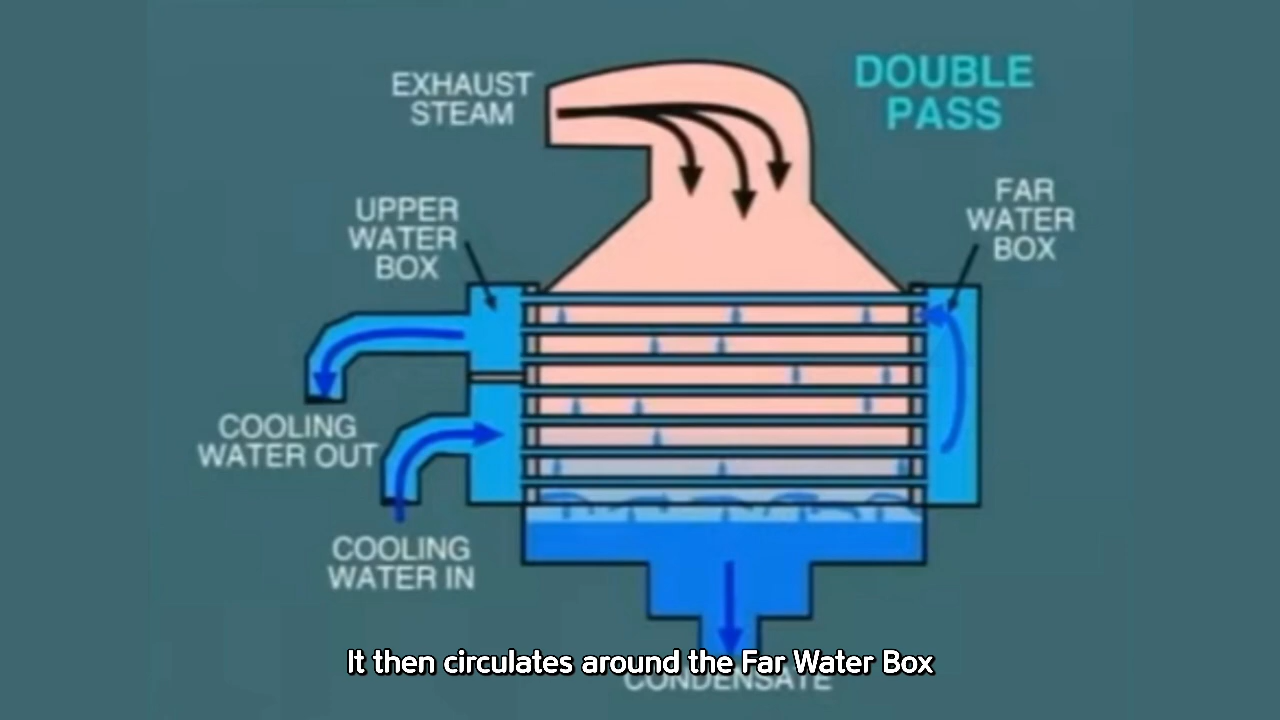 EXHAUST
STEAM
DOUBLE
PASS
UPPER
WATER
BOX
FAR
WATER
BOX
COOLING
WATER OUT
COOLING
WATER IN
It then circulates around the Far Water Box
CONDENSATE